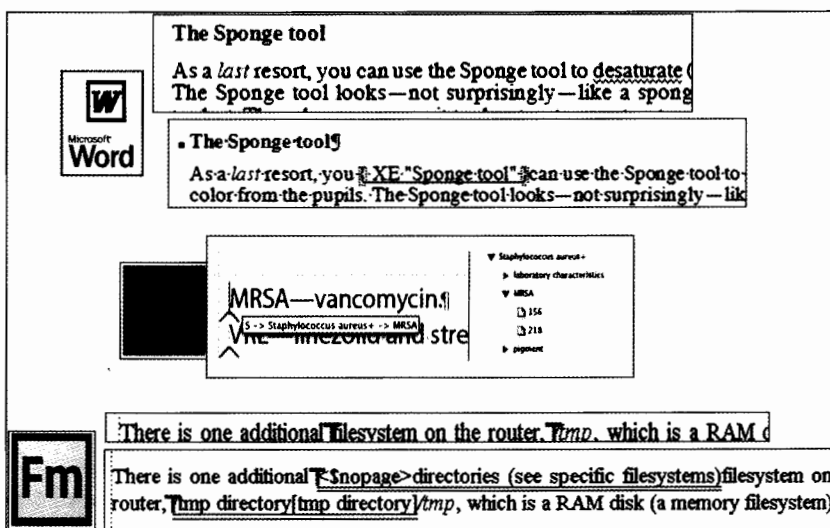 The Sponge tool
As a last resort, you can use the Sponge tool to desaturate (
The Sponge tool looks—not surprisingly—like a spong
W
Microsoft
Word
▪ The·Sponge·tool¶
As·a·last·resort,·you·{·XE·"Sponge·tool"·}can·use·the·Sponge·tool·to·
color·from·the·pupils.·The·Sponge·tool·looks—not·surprisingly—lik
MRSA—vancomycin.¶
S -> Staphylococcus aureus+ -> MRSA
VRE—linezolid and stre
▼ Staphylococcus aureus+
▶ laboratory characteristics
▼ MRSA
156
218
▶ pigment
There is one additional filesystem on the router, /tmp, which is a RAM d
Fm
There is one additional <$nopage>directories (see specific filesystems)filesystem on
router, tmp directory[tmp directory]/tmp, which is a RAM disk (a memory filesystem)